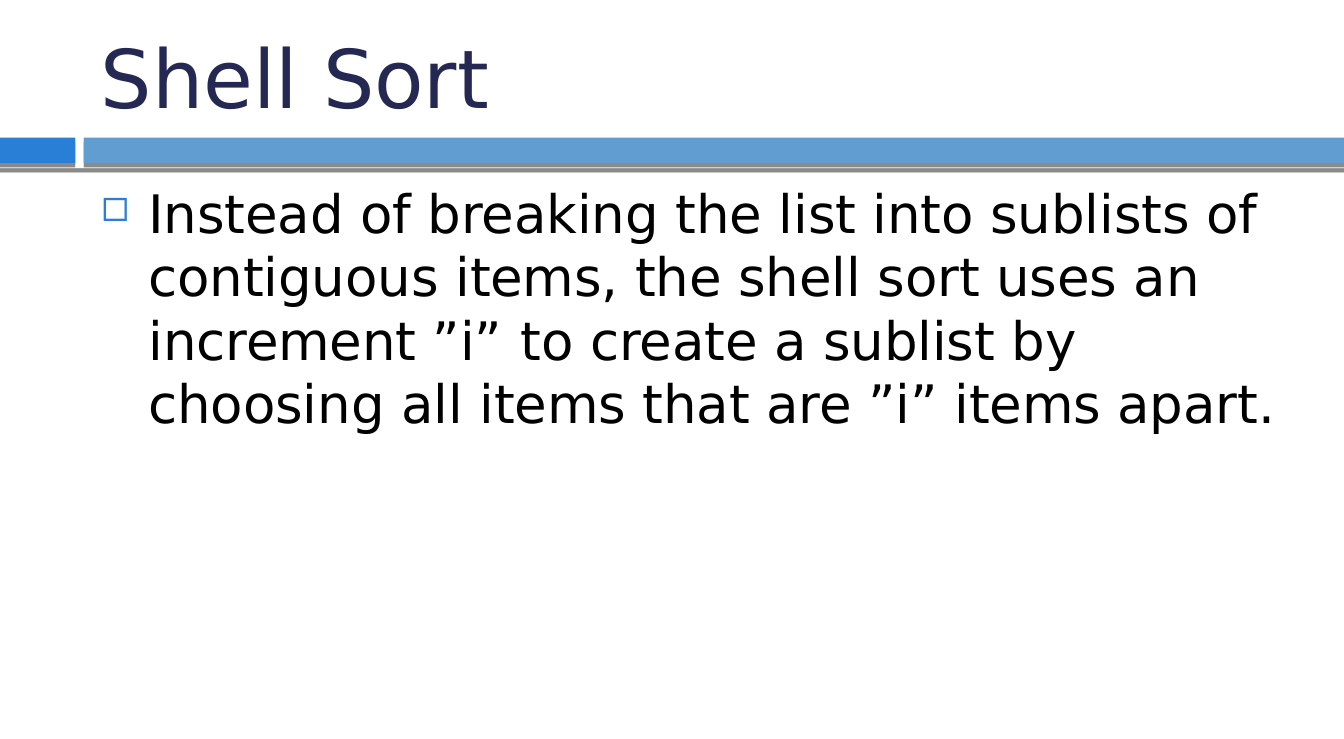 Shell Sort
Instead of breaking the list into sublists of
contiguous items, the shell sort uses an
increment ”i” to create a sublist by
choosing all items that are ”i” items apart.